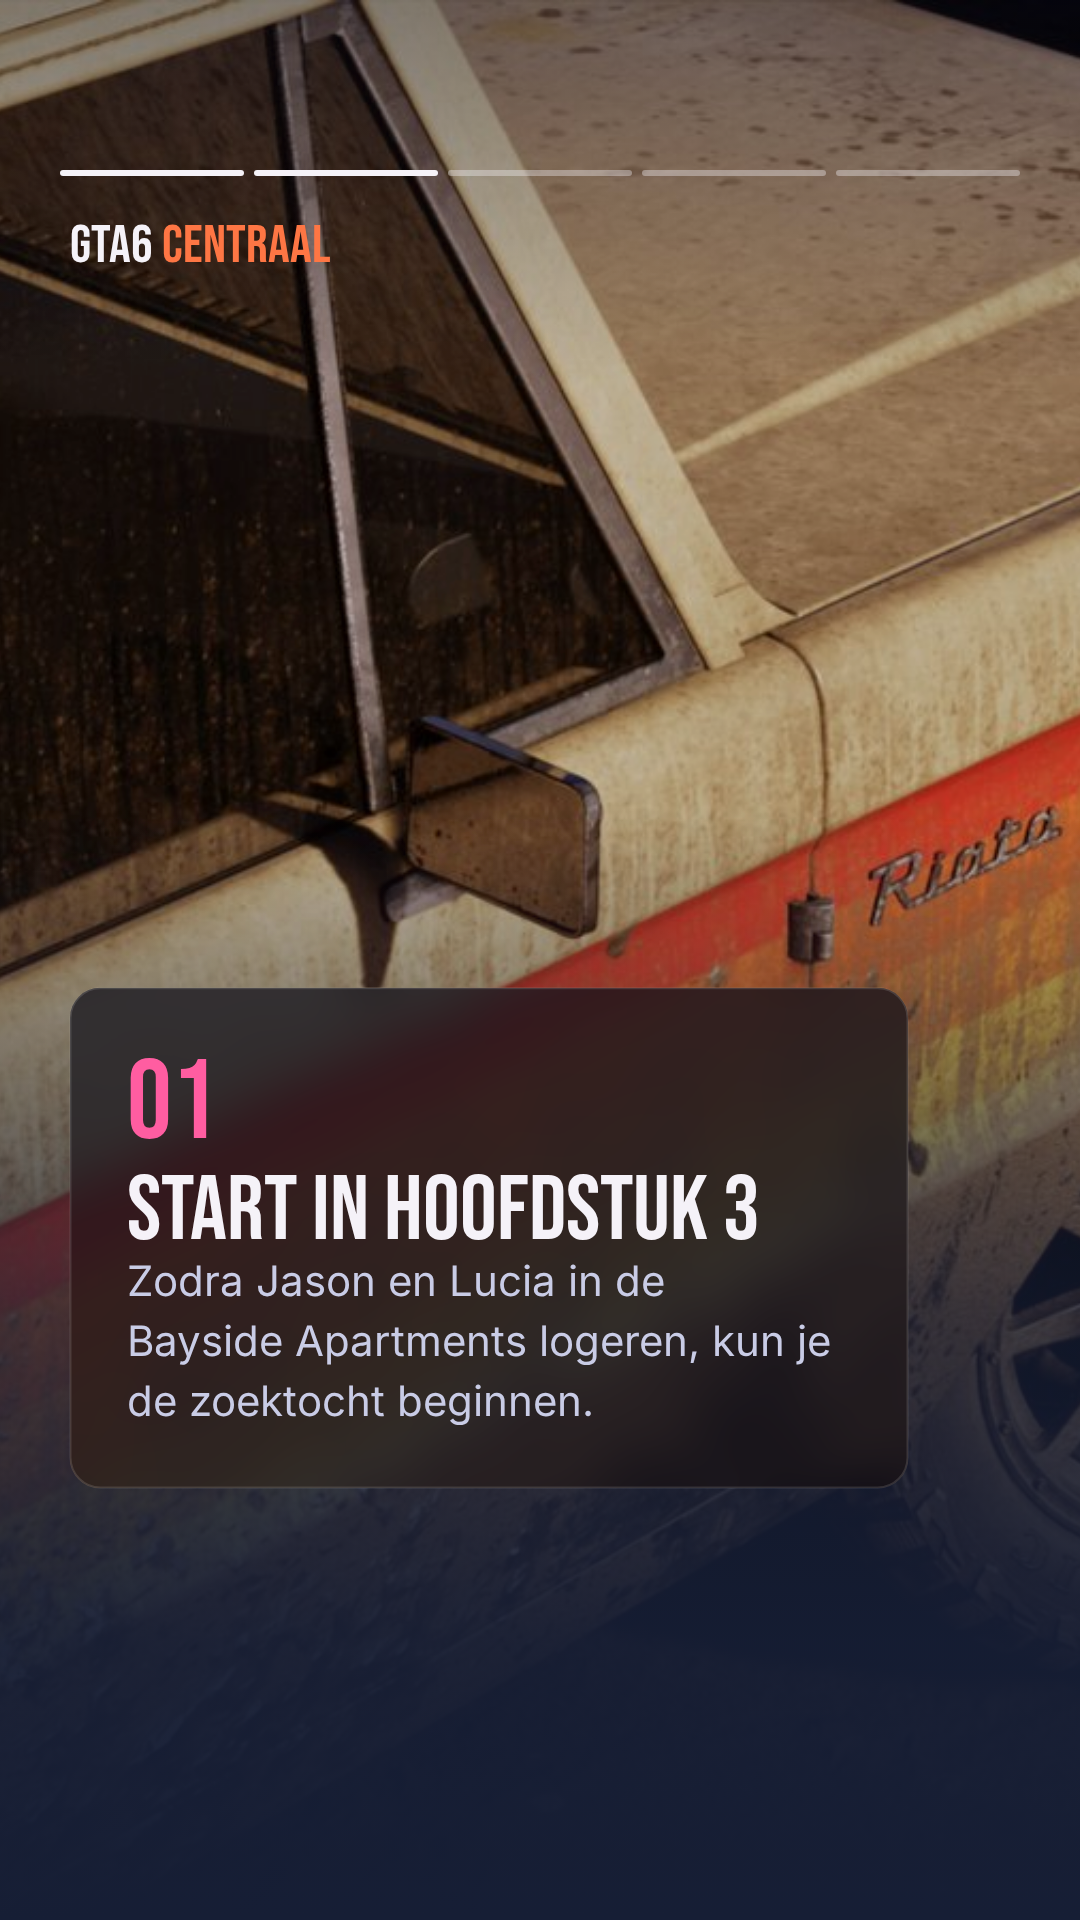 GTA6 CENTRAAL
Riata
01
START IN HOOFDSTUK 3
Zodra Jason en Lucia in de
Bayside Apartments logeren, kun je
de zoektocht beginnen.